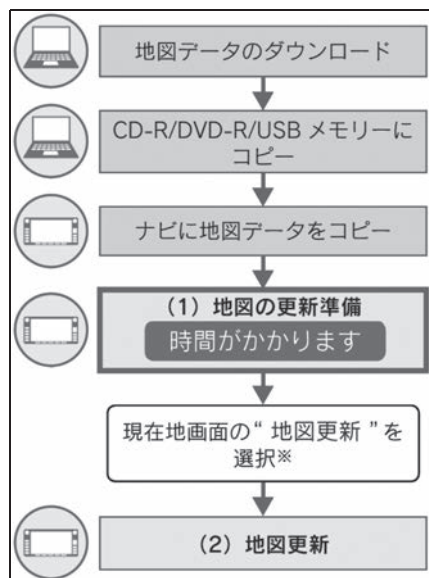 地図データのダウンロード
CD-R/DVD-R/USB メモリーに
コピー
ナビに地図データをコピー
(1) 地図の更新準備
時間がかかります
現在地画面の“ 地図更新 ”を
選択※
(2) 地図更新